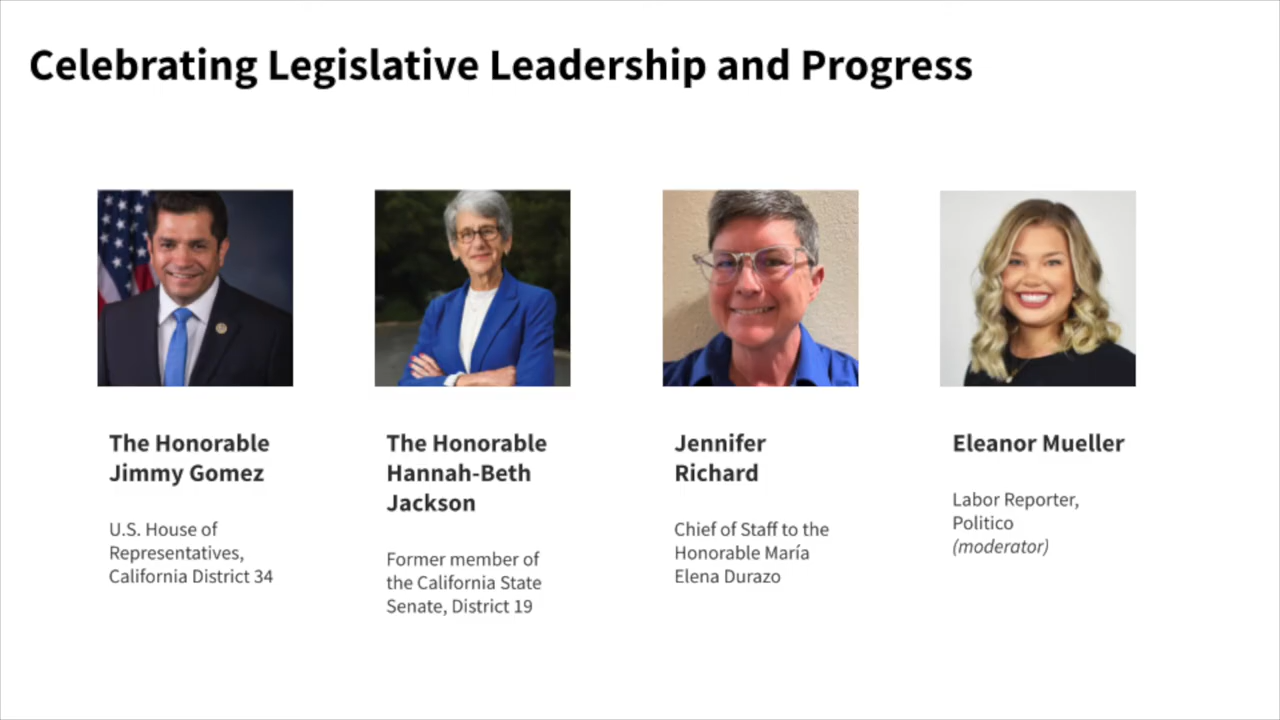 Celebrating Legislative Leadership and Progress
The Honorable
Jimmy Gomez
U.S. House of
Representatives,
California District 34
The Honorable
Hannah-Beth
Jackson
Former member of
the California State
Senate, District 19
Jennifer
Richard
Chief of Staff to the
Honorable María
Elena Durazo
Eleanor Mueller
Labor Reporter,
Politico
(moderator)